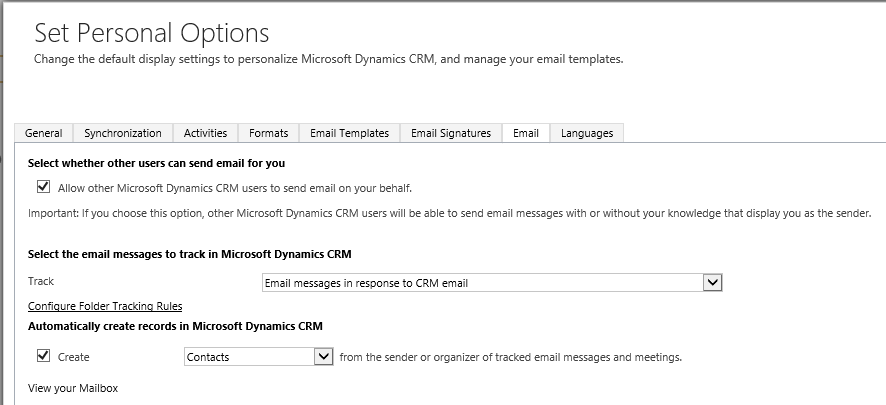 Set Personal Options
Change the default display settings to personalize Microsoft Dynamics CRM, and manage your email templates.
General Synchronization Activities Formats Email Templates Email Signatures Email Languages
Select whether other users can send email for you
Allow other Microsoft Dynamics CRM users to send email on your behalf.
Important: If you choose this option, other Microsoft Dynamics CRM users will be able to send email messages with or without your knowledge that display you as the sender.
Select the email messages to track in Microsoft Dynamics CRM
Track Email messages in response to CRM email
Configure Folder Tracking Rules
Automatically create records in Microsoft Dynamics CRM
Create Contacts from the sender or organizer of tracked email messages and meetings.
View your Mailbox